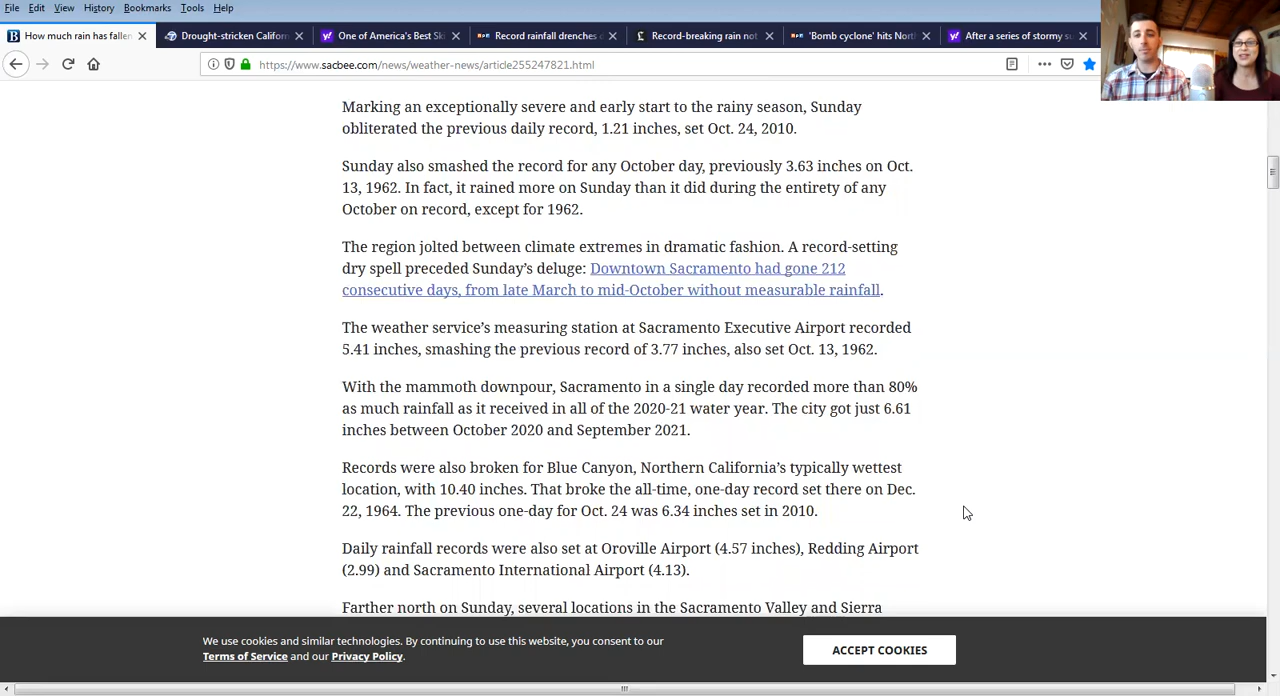 File Edit View History Bookmarks Tools Help
How much rain has fallen
Drought-stricken Californ
One of America's Best Ski
Record rainfall drenches d
Record-breaking rain not
'Bomb cyclone' hits North
After a series of stormy su
https://www.sacbee.com/news/weather-news/article255247821.html
Marking an exceptionally severe and early start to the rainy season, Sunday
obliterated the previous daily record, 1.21 inches, set Oct. 24, 2010.
Sunday also smashed the record for any October day, previously 3.63 inches on Oct.
13, 1962. In fact, it rained more on Sunday than it did during the entirety of any
October on record, except for 1962.
The region jolted between climate extremes in dramatic fashion. A record-setting
dry spell preceded Sunday's deluge: Downtown Sacramento had gone 212
consecutive days, from late March to mid-October without measurable rainfall.
The weather service's measuring station at Sacramento Executive Airport recorded
5.41 inches, smashing the previous record of 3.77 inches, also set Oct. 13, 1962.
With the mammoth downpour, Sacramento in a single day recorded more than 80%
as much rainfall as it received in all of the 2020-21 water year. The city got just 6.61
inches between October 2020 and September 2021.
Records were also broken for Blue Canyon, Northern California's typically wettest
location, with 10.40 inches. That broke the all-time, one-day record set there on Dec.
22, 1964. The previous one-day for Oct. 24 was 6.34 inches set in 2010.
Daily rainfall records were also set at Oroville Airport (4.57 inches), Redding Airport
(2.99) and Sacramento International Airport (4.13).
Farther north on Sunday, several locations in the Sacramento Valley and Sierra
We use cookies and similar technologies. By continuing to use this website, you consent to our
Terms of Service and our Privacy Policy.
ACCEPT COOKIES